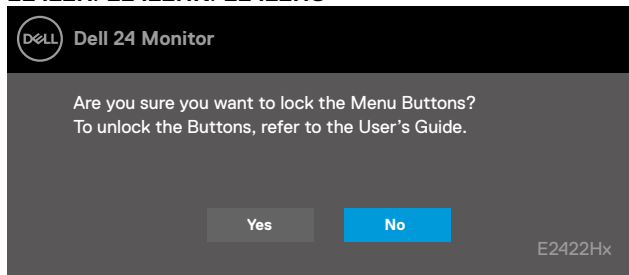 DELL Dell 24 Monitor
Are you sure you want to lock the Menu Buttons?
To unlock the Buttons, refer to the User's Guide.
Yes No
E2422Hx